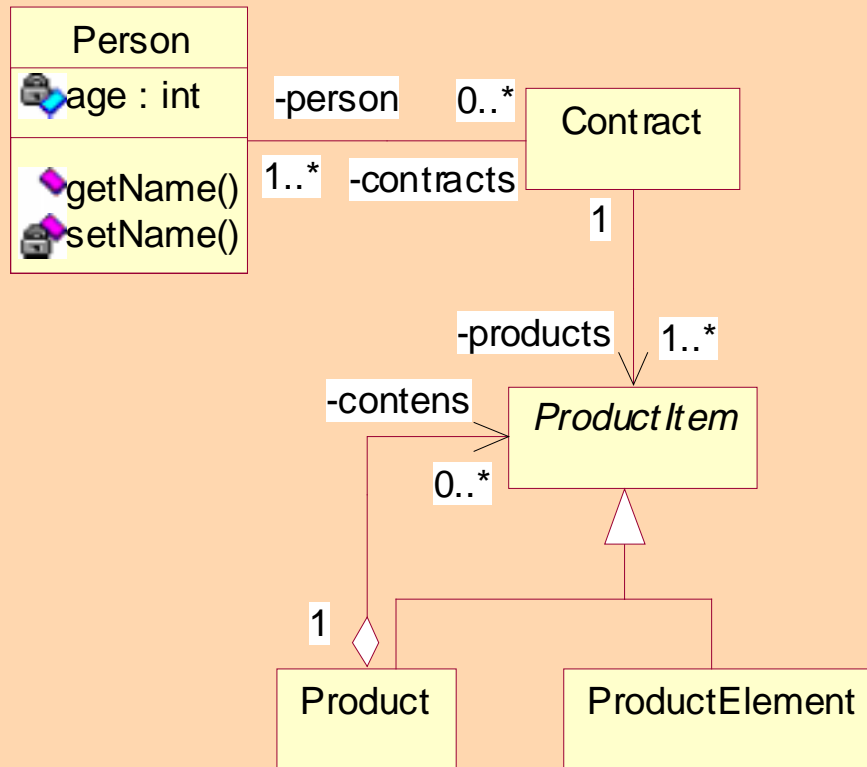 Person
age : int
getName()
setName()
-person
0..*
1..*
-contracts
Contract
1
-products
1..*
-contens
0..*
ProductItem
1
Product
ProductElement